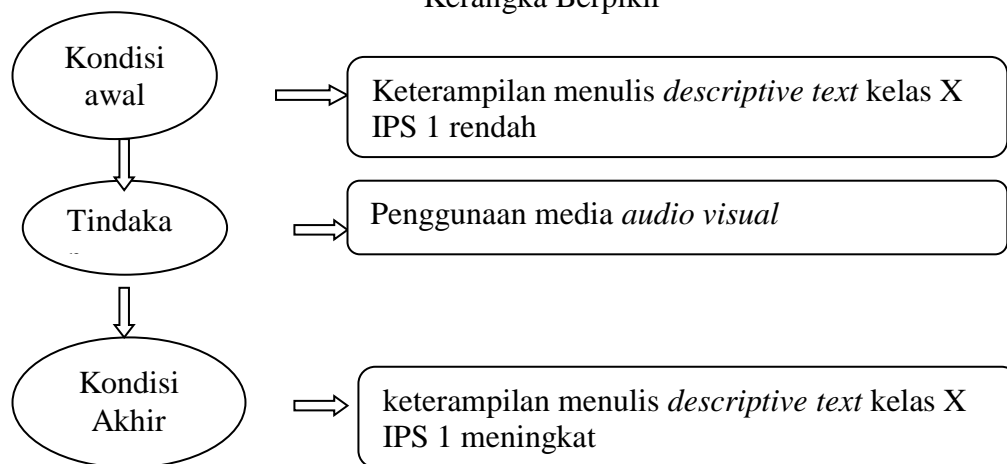 Kerangka Berpikir
Kondisi
awal
Keterampilan menulis descriptive text kelas X
IPS 1 rendah
Tindaka
Penggunaan media audio visual
Kondisi
Akhir
keterampilan menulis descriptive text kelas X
IPS 1 meningkat